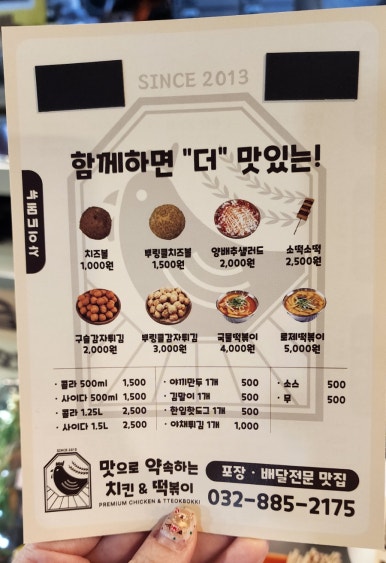 SINCE 2013
함께하면 "더" 맛있는!
사이드메뉴
치즈볼
1,000원
뿌링클치즈볼
1,500원
양배추샐러드
2,000원
소떡소떡
2,500원
구슬감자튀김
2,000원
뿌링클감자튀김
3,000원
국물떡볶이
4,000원
로제떡볶이
5,000원
· 콜라 500ml 1,500
· 사이다 500ml 1,500
· 콜라 1.25L 2,500
· 사이다 1.5L 2,500
· 야끼만두 1개 500
· 김말이 1개 500
· 한입핫도그 1개 500
· 야채튀김 1개 1,000
· 소스 500
· 무 500
SINCE 2013
맛으로 약속하는
치킨 & 떡볶이
PREMIUM CHICKEN & TTEOKBOKKI
포장 · 배달전문 맛집
032-885-2175